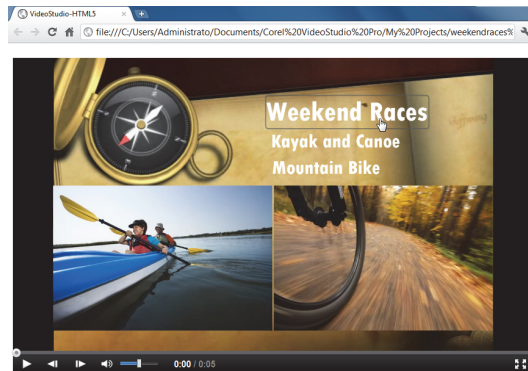 VideoStudio-HTML5
file:///C:/Users/Administrato/Documents/Corel%20VideoStudio%20Pro/My%20Projects/weekendraces%
Weekend Races
Kayak and Canoe
Mountain Bike
0:00 / 0:05